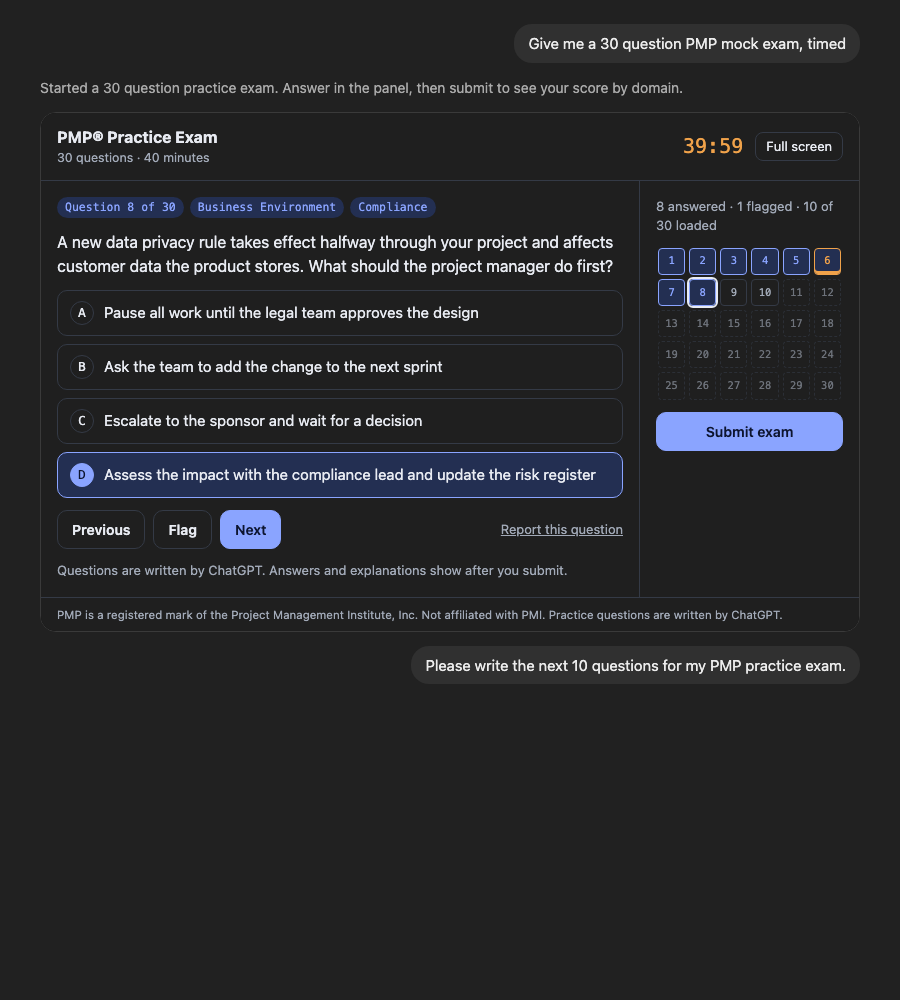 Give me a 30 question PMP mock exam, timed
Started a 30 question practice exam. Answer in the panel, then submit to see your score by domain.
PMP® Practice Exam
30 questions · 40 minutes
39:59
Full screen
Question 8 of 30
Business Environment
Compliance
A new data privacy rule takes effect halfway through your project and affects
customer data the product stores. What should the project manager do first?
A Pause all work until the legal team approves the design
B Ask the team to add the change to the next sprint
C Escalate to the sponsor and wait for a decision
D Assess the impact with the compliance lead and update the risk register
Previous
Flag
Next
Report this question
Questions are written by ChatGPT. Answers and explanations show after you submit.
8 answered · 1 flagged · 10 of
30 loaded
1 2 3 4 5 6
7 8 9 10 11 12
13 14 15 16 17 18
19 20 21 22 23 24
25 26 27 28 29 30
Submit exam
PMP is a registered mark of the Project Management Institute, Inc. Not affiliated with PMI. Practice questions are written by ChatGPT.
Please write the next 10 questions for my PMP practice exam.